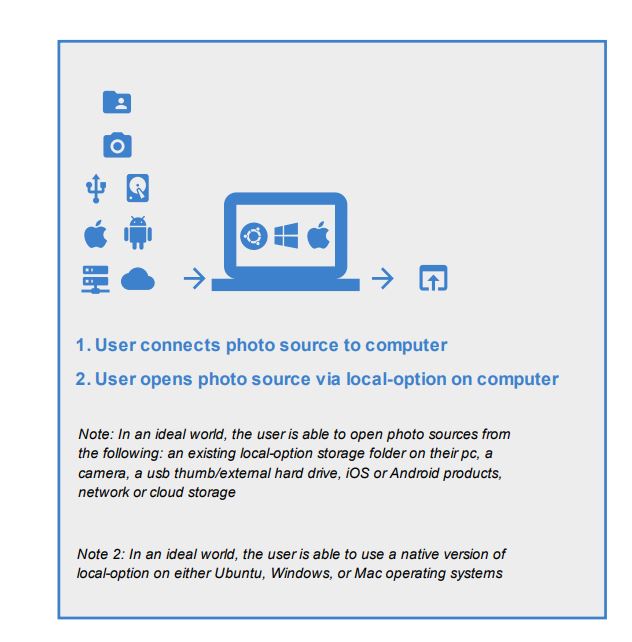 1. User connects photo source to computer
2. User opens photo source via local-option on computer
Note: In an ideal world, the user is able to open photo sources from
the following: an existing local-option storage folder on their pc, a
camera, a usb thumb/external hard drive, iOS or Android products,
network or cloud storage
Note 2: In an ideal world, the user is able to use a native version of
local-option on either Ubuntu, Windows, or Mac operating systems